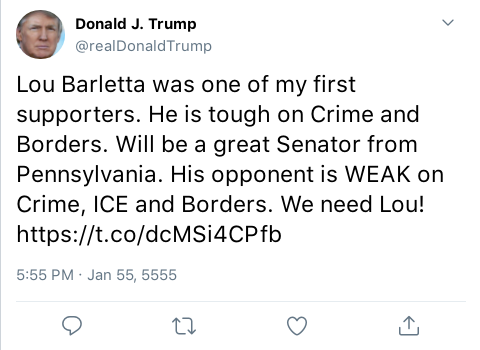 Donald J. Trump
@realDonaldTrump
Lou Barletta was one of my first
supporters. He is tough on Crime and
Borders. Will be a great Senator from
Pennsylvania. His opponent is WEAK on
Crime, ICE and Borders. We need Lou!
https://t.co/dcMSi4CPfb
5:55 PM · Jan 55, 5555